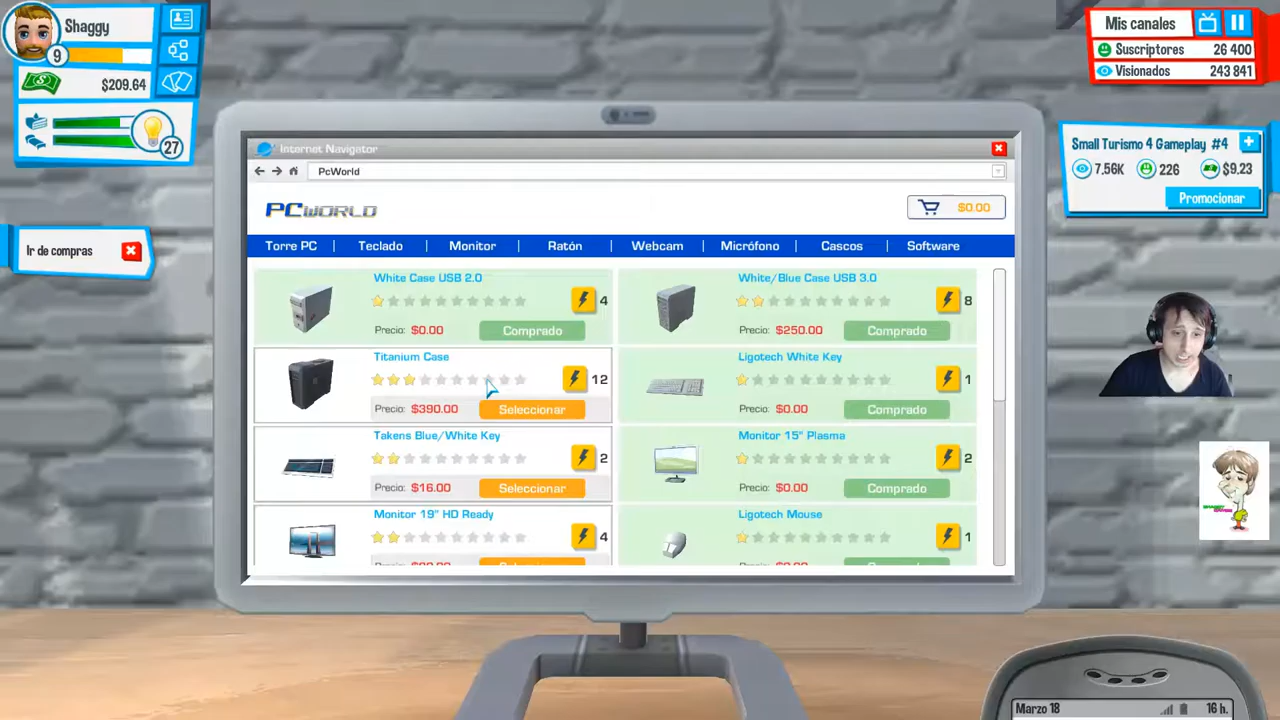 Shaggy
9
$209.64
27
Ir de compras
Mis canales
Suscriptores 26 400
Visionados 243 841
Small Turismo 4 Gameplay #4
7.56K 226 $9.23
Promocionar
Internet Navigator
PcWorld
PCWORLD
$0.00
Torre PC Teclado Monitor Ratón Webcam Micrófono Cascos Software
White Case USB 2.0
4
Precio: $0.00 Comprado
White/Blue Case USB 3.0
8
Precio: $250.00 Comprado
Titanium Case
12
Precio: $390.00 Seleccionar
Ligotech White Key
1
Precio: $0.00 Comprado
Takens Blue/White Key
2
Precio: $16.00 Seleccionar
Monitor 15" Plasma
2
Precio: $0.00 Comprado
Monitor 19" HD Ready
4
Ligotech Mouse
1
Marzo 18 16 h.